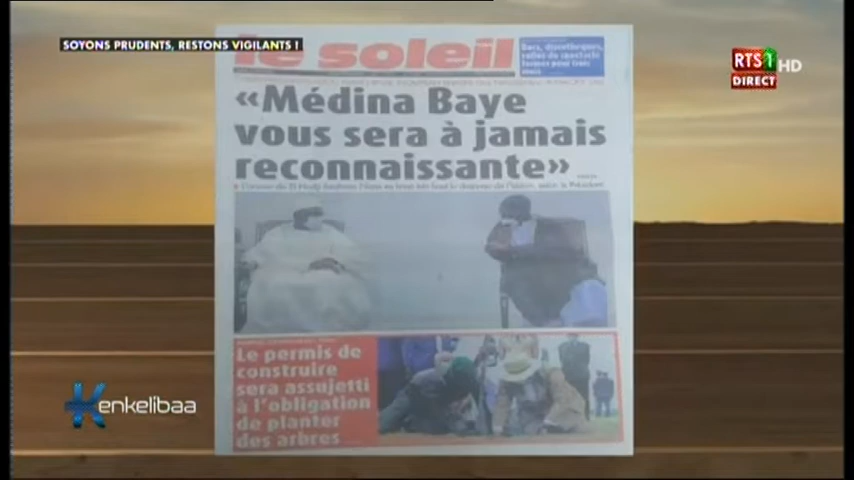 SOYONS PRUDENTS, RESTONS VIGILANTS !
le soleil
Bars, discothèques,
salles de spectacle
fermés pour trois
mois
RTS1 HD
DIRECT
«Médina Baye
vous sera à jamais
reconnaissante»
Le permis de
construire
sera assujetti
à l'obligation
de planter
des arbres
Kenkelibaa